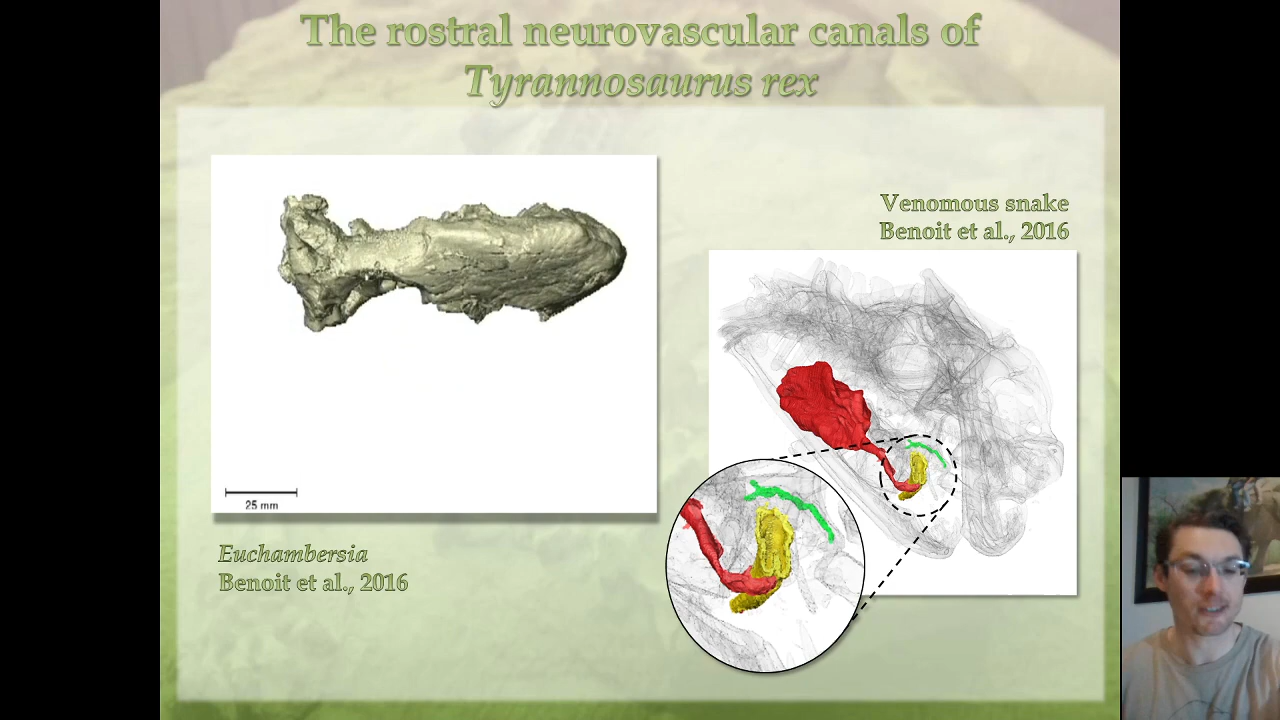 The rostral neurovascular canals of
Tyrannosaurus rex
Venomous snake
Benoit et al., 2016
25 mm
Euchambersia
Benoit et al., 2016